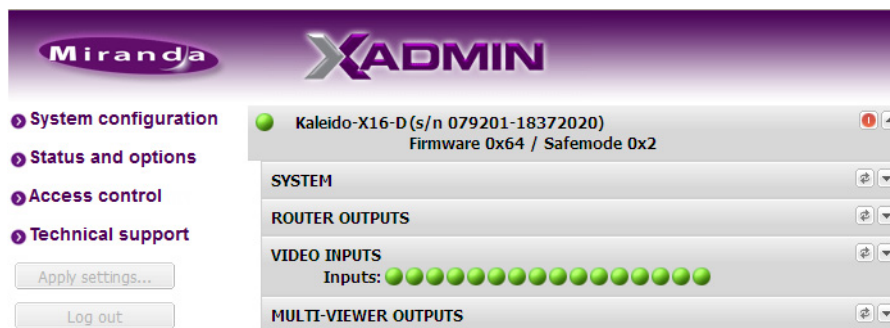 Miranda
XADMIN
System configuration
Status and options
Access control
Technical support
Apply settings...
Log out
Kaleido-X16-D (s/n 079201-18372020)
Firmware 0x64 / Safemode 0x2
SYSTEM
ROUTER OUTPUTS
VIDEO INPUTS
Inputs:
MULTI-VIEWER OUTPUTS